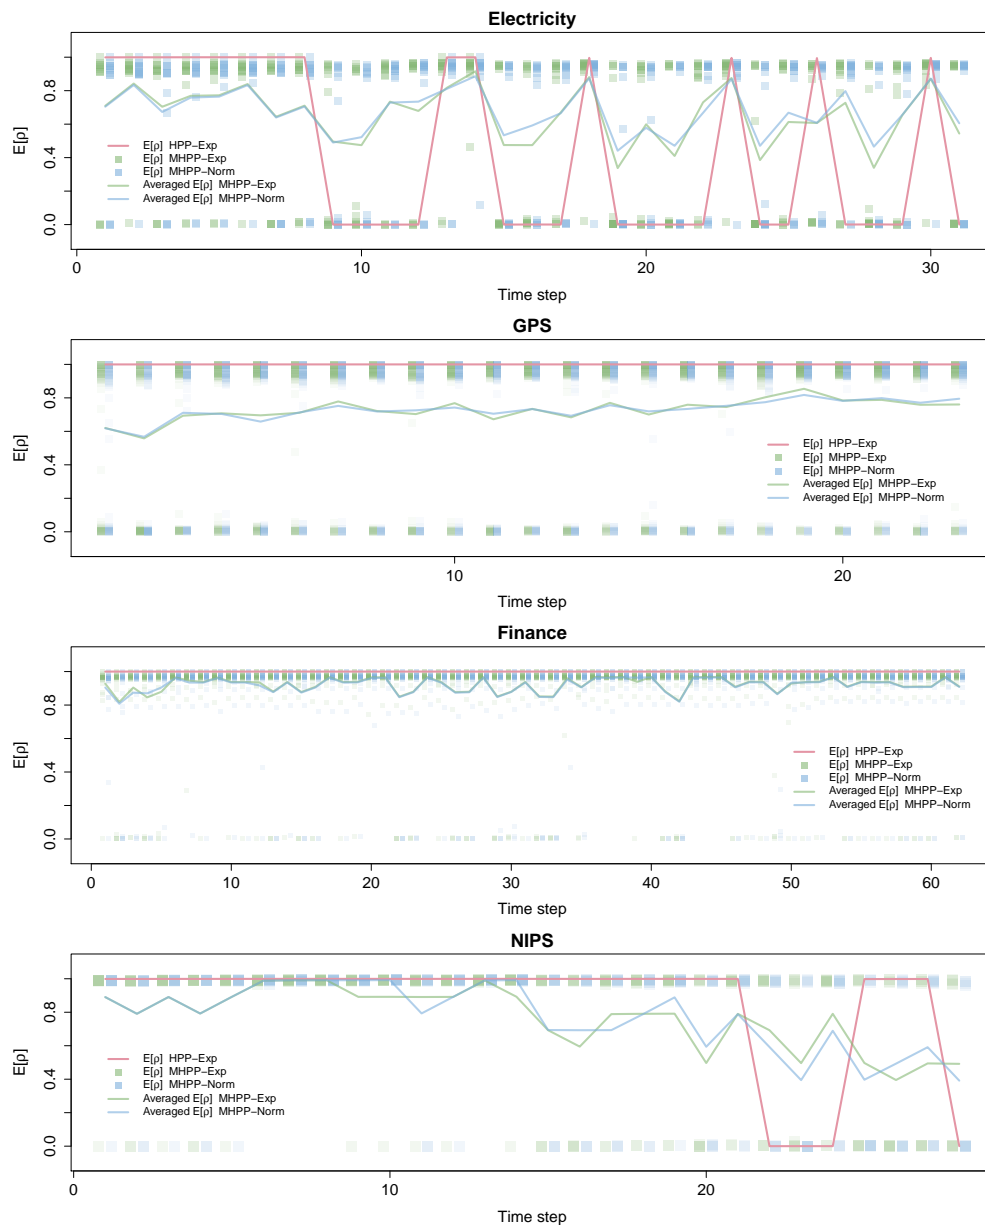 Electricity
E[ρ]
0.0 0.4 0.8
E[ρ] HPP−Exp
E[ρ] MHPP−Exp
E[ρ] MHPP−Norm
Averaged E[ρ] MHPP−Exp
Averaged E[ρ] MHPP−Norm
0 10 20 30
Time step
GPS
E[ρ]
0.0 0.4 0.8
E[ρ] HPP−Exp
E[ρ] MHPP−Exp
E[ρ] MHPP−Norm
Averaged E[ρ] MHPP−Exp
Averaged E[ρ] MHPP−Norm
10 20
Time step
Finance
E[ρ]
0.0 0.4 0.8
E[ρ] HPP−Exp
E[ρ] MHPP−Exp
E[ρ] MHPP−Norm
Averaged E[ρ] MHPP−Exp
Averaged E[ρ] MHPP−Norm
0 10 20 30 40 50 60
Time step
NIPS
E[ρ]
0.0 0.4 0.8
E[ρ] HPP−Exp
E[ρ] MHPP−Exp
E[ρ] MHPP−Norm
Averaged E[ρ] MHPP−Exp
Averaged E[ρ] MHPP−Norm
0 10 20
Time step